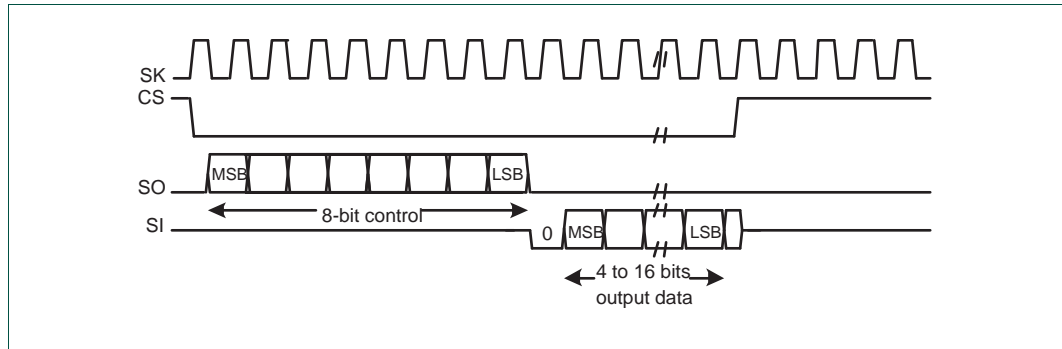 SK
CS
SO
MSB
LSB
8-bit control
SI
0
MSB
LSB
4 to 16 bits
output data